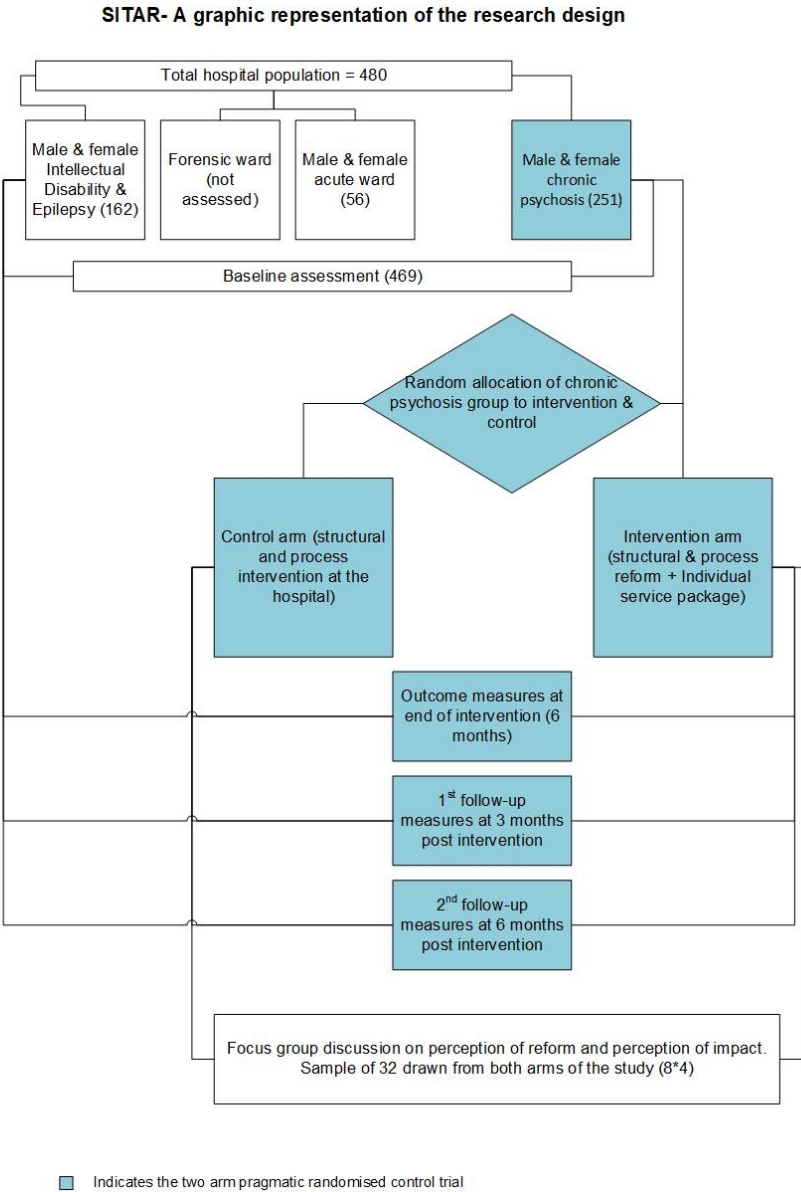 SITAR- A graphic representation of the research design
Total hospital population = 480
Male & female
Intellectual
Disability &
Epilepsy (162)
Forensic ward
(not
assessed)
Male & female
acute ward
(56)
Male & female
chronic
psychosis (251)
Baseline assessment (469)
Random allocation of chronic
psychosis group to intervention &
control
Control arm (structural
and process
intervention at the
hospital)
Intervention arm
(structural & process
reform + Individual
service package)
Outcome measures at
end of intervention (6
months)
1st follow-up
measures at 3 months
post intervention
2nd follow-up
measures at 6 months
post intervention
Focus group discussion on perception of reform and perception of impact.
Sample of 32 drawn from both arms of the study (8*4)
Indicates the two arm pragmatic randomised control trial